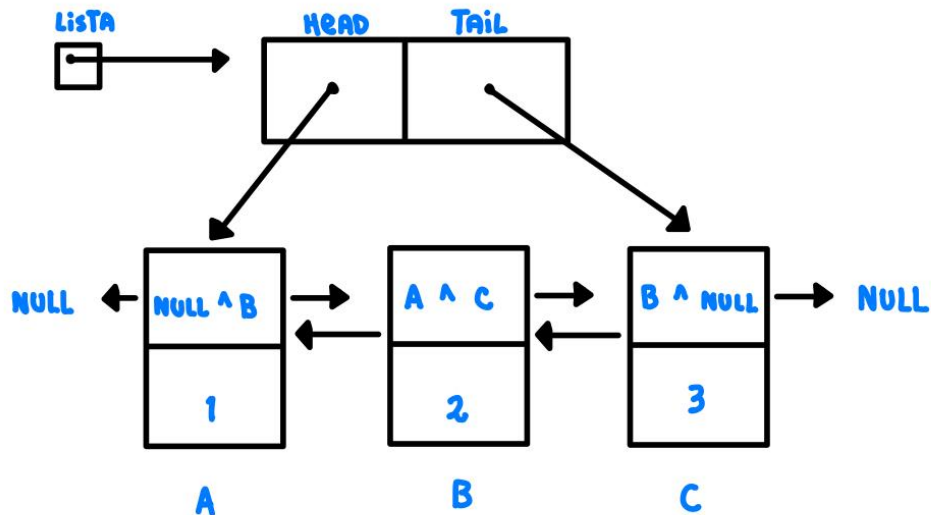 LiSTA
HEAD TAiL
NULL NULL ^ B A ^ C B ^ NULL NULL
1 2 3
A B C